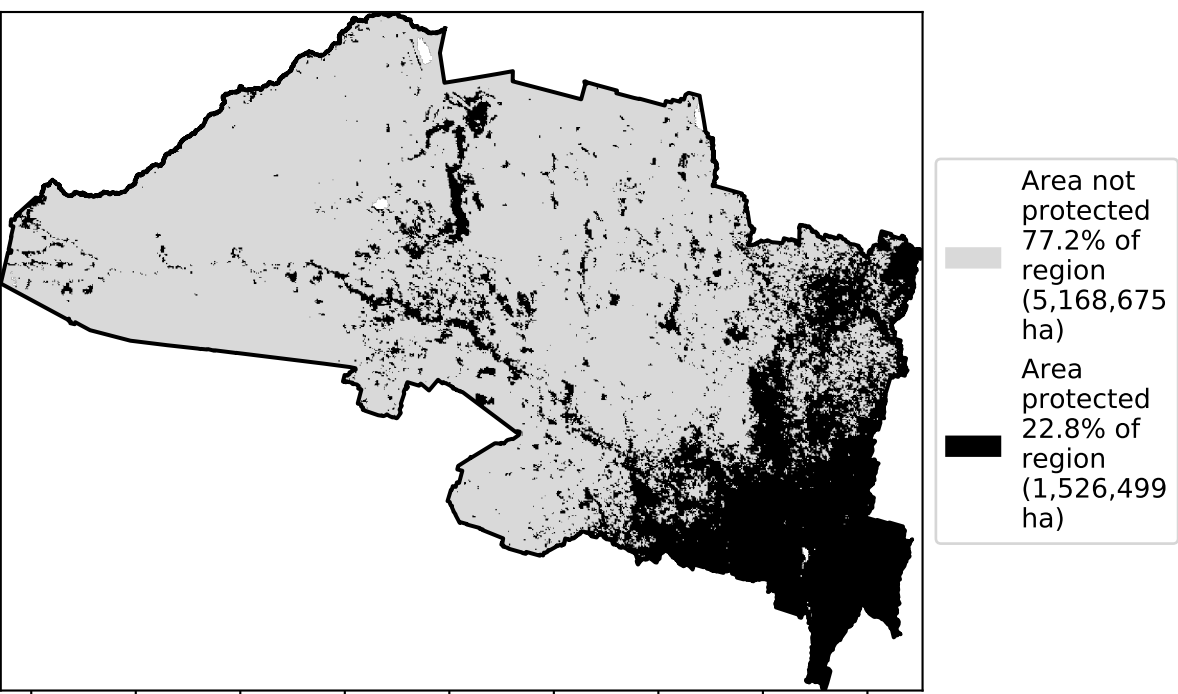 Area not
protected
77.2% of
region
(5,168,675
ha)
Area
protected
22.8% of
region
(1,526,499
ha)